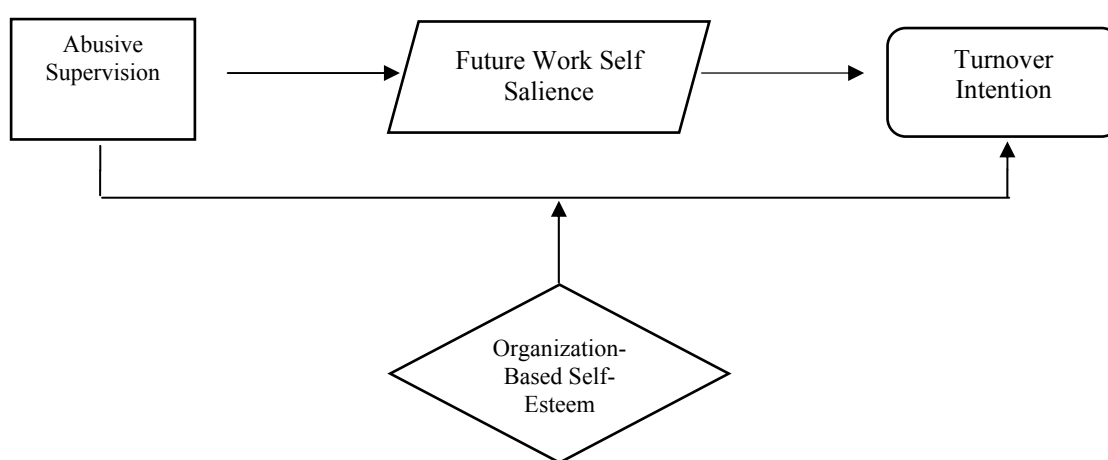 Abusive
Supervision
Future Work Self
Salience
Turnover
Intention
Organization-
Based Self-
Esteem